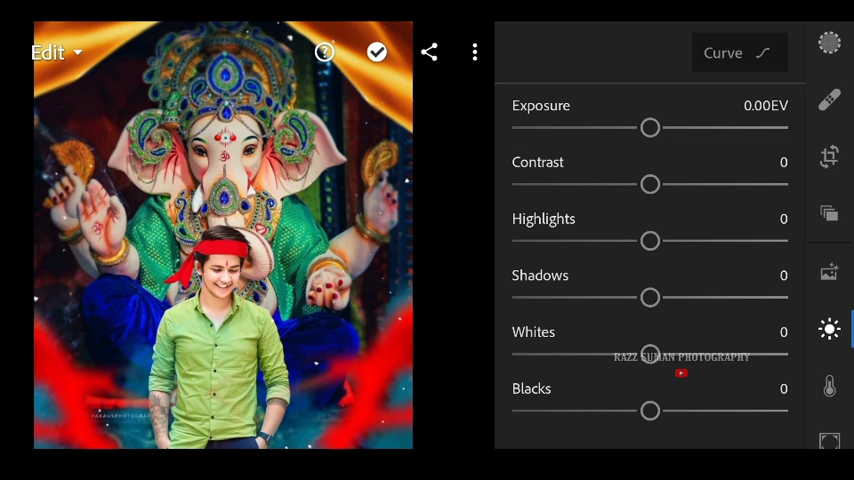 Edit
Curve
Exposure 0.00EV
Contrast 0
Highlights 0
Shadows 0
Whites 0
RAZZ SUMAN PHOTOGRAPHY
Blacks 0
ॐ